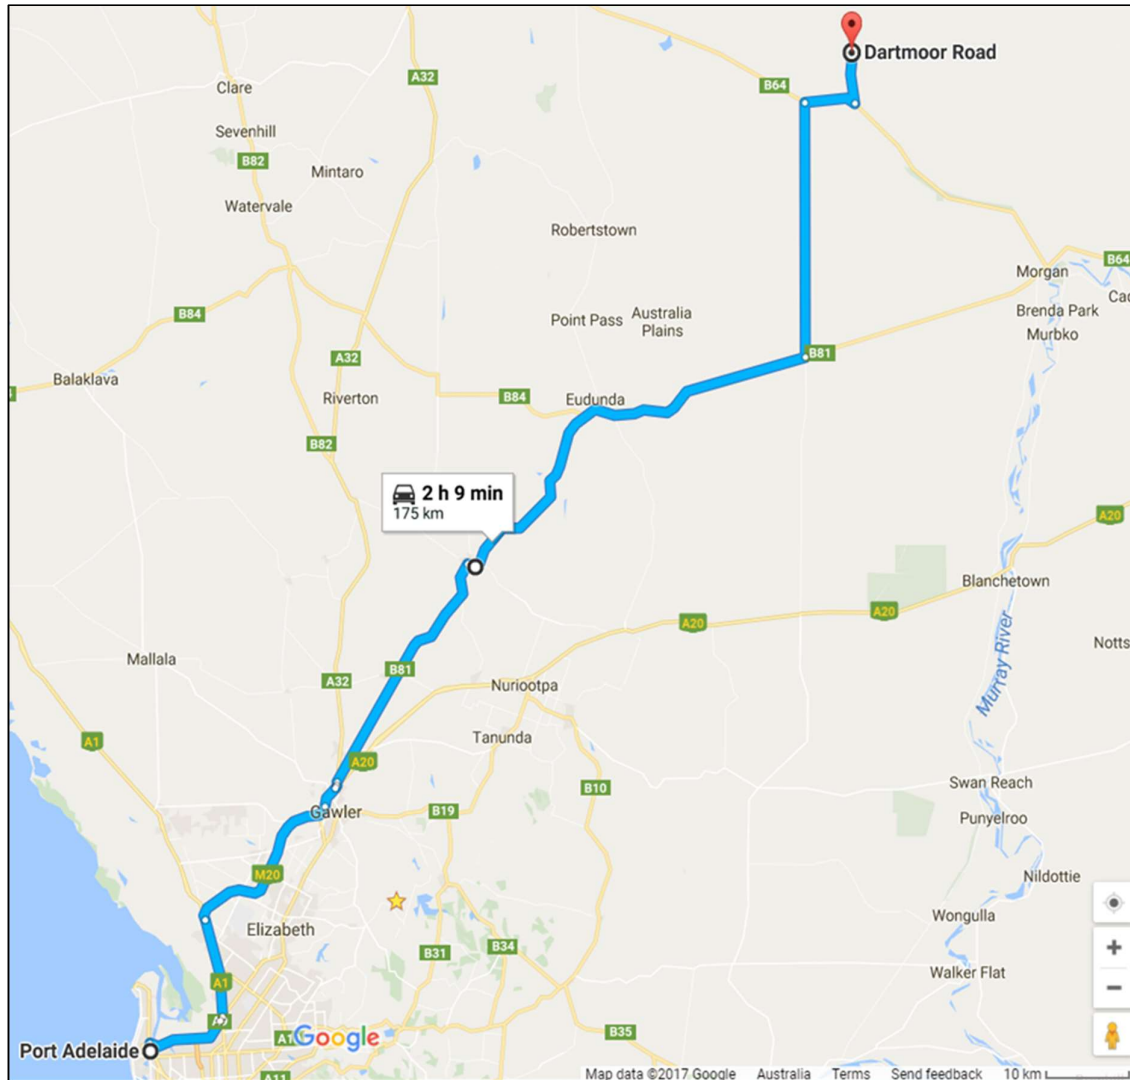 Dartmoor Road
A32
B64
Clare
Sevenhill
B82
Mintaro
Watervale
Robertstown
B64
Morgan
B84
Point Pass
Australia
Plains
Brenda Park
Murbko
A32
B81
Balaklava
Riverton
B84
Eudunda
B82
2 h 9 min
175 km
A20
Blanchetown
A20
A20
Murray River
Mallala
A32
B81
Nuriootpa
Tanunda
A1
A20
Swan Reach
B10
Gawler
B19
Punyelroo
M20
Nildottie
Elizabeth
Wongulla
B31
B34
Walker Flat
A1
Port Adelaide
Google
B35
A11
Map data ©2017 Google
Australia
Terms
Send feedback
10 km